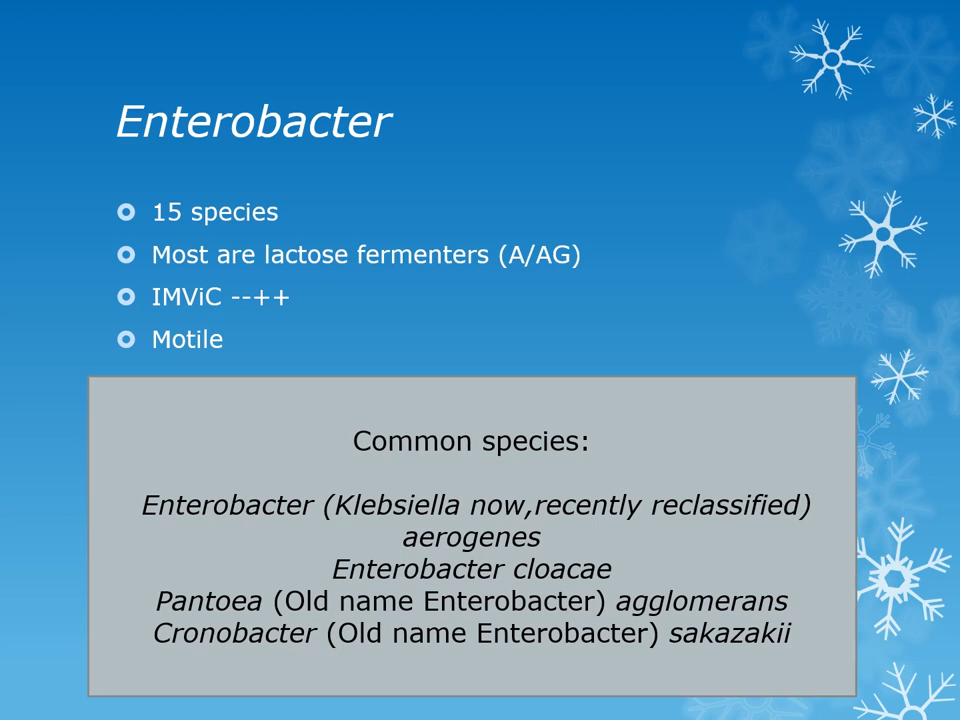 Enterobacter
15 species
Most are lactose fermenters (A/AG)
IMViC --++
Motile
Common species:
Enterobacter (Klebsiella now,recently reclassified)
aerogenes
Enterobacter cloacae
Pantoea (Old name Enterobacter) agglomerans
Cronobacter (Old name Enterobacter) sakazakii